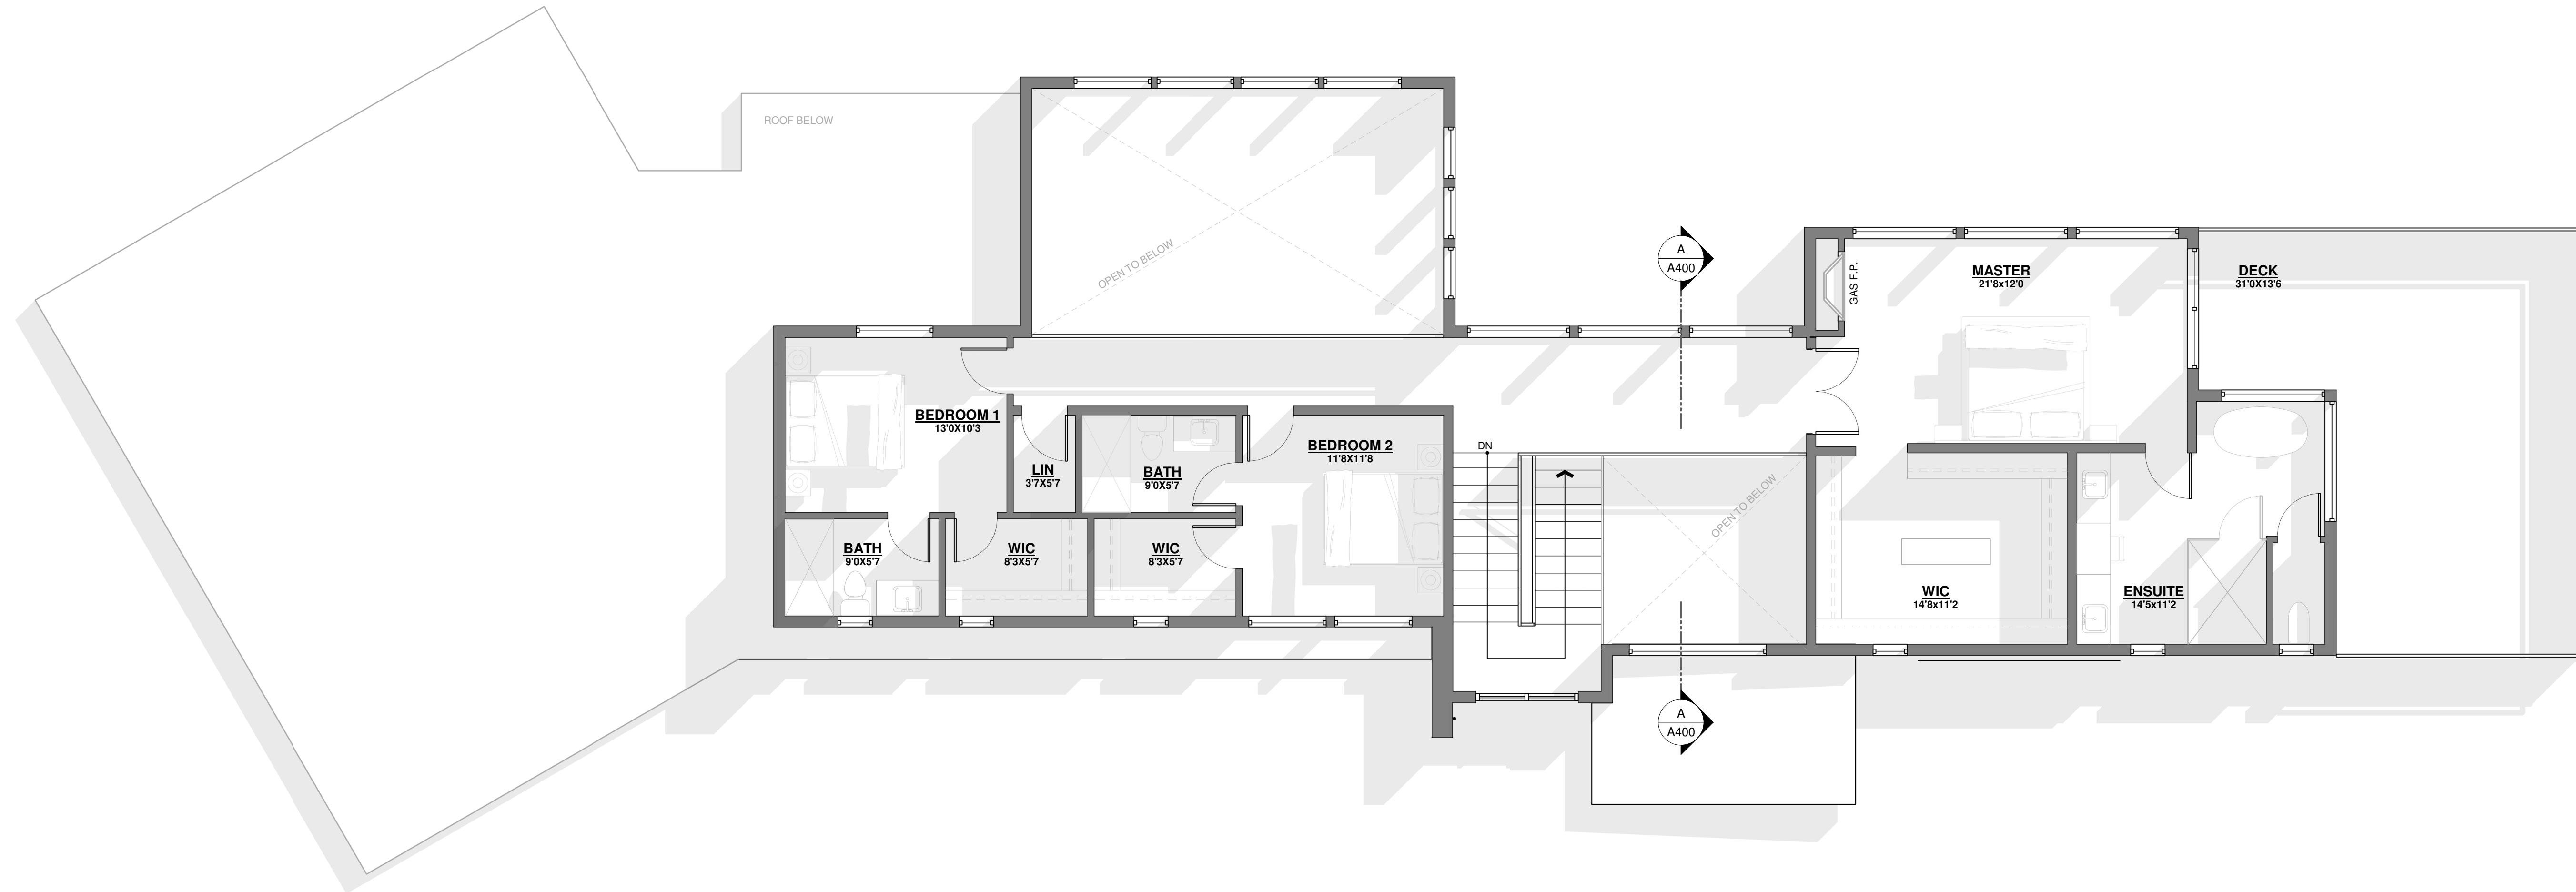 ROOF BELOW
OPEN TO BELOW
A
A400
GAS F.P.
MASTER
21'8x12'0
DECK
31'0X13'6
BEDROOM 1
13'0X10'3
LIN
3'7X5'7
BATH
9'0X5'7
BEDROOM 2
11'8X11'8
DN
OPEN TO BELOW
BATH
9'0X5'7
WIC
8'3X5'7
WIC
8'3X5'7
WIC
14'8x11'2
ENSUITE
14'5x11'2
A
A400